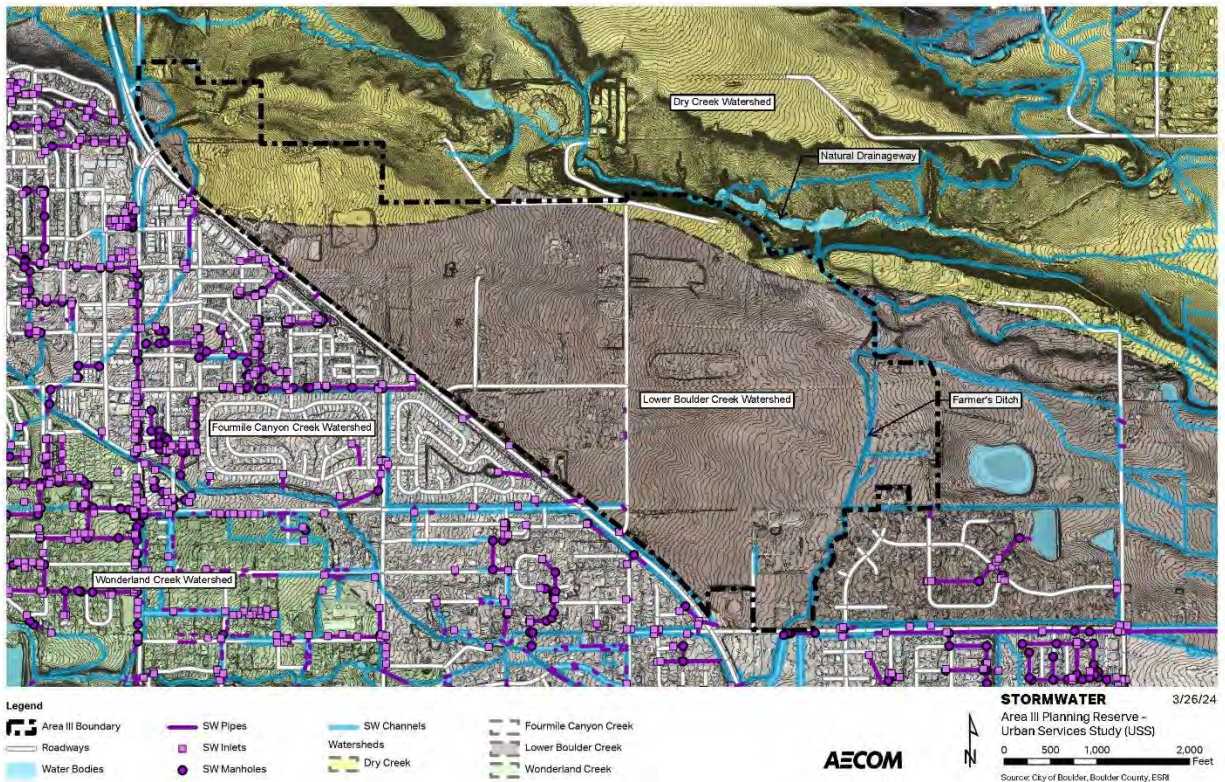 Dry Creek Watershed
Natural Drainageway
Lower Boulder Creek Watershed
Farmer's Ditch
Fourmile Canyon Creek Watershed
Wonderland Creek Watershed
Legend
Area III Boundary
Roadways
Water Bodies
SW Pipes
SW Inlets
SW Manholes
SW Channels
Watersheds
Dry Creek
Fourmile Canyon Creek
Lower Boulder Creek
Wonderland Creek
AECOM
N
STORMWATER 3/26/24
Area III Planning Reserve -
Urban Services Study (USS)
0 500 1,000 2,000
Feet
Source: City of Boulder, Boulder County, ESRI